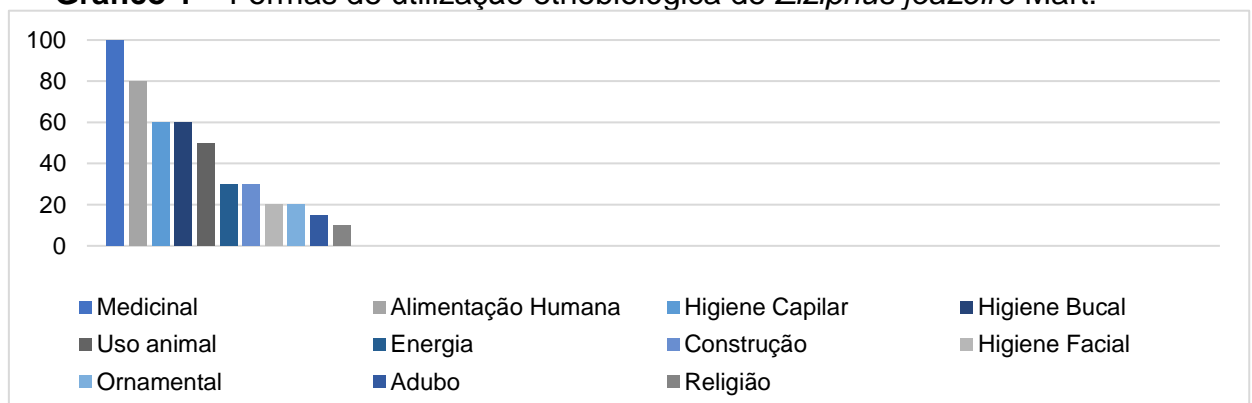 Gráfico 1 – Formas de utilização etnobiológica de Ziziphus joazeiro Mart.
100
80
60
40
20
0
Medicinal Alimentação Humana Higiene Capilar Higiene Bucal
Uso animal Energia Construção Higiene Facial
Ornamental Adubo Religião